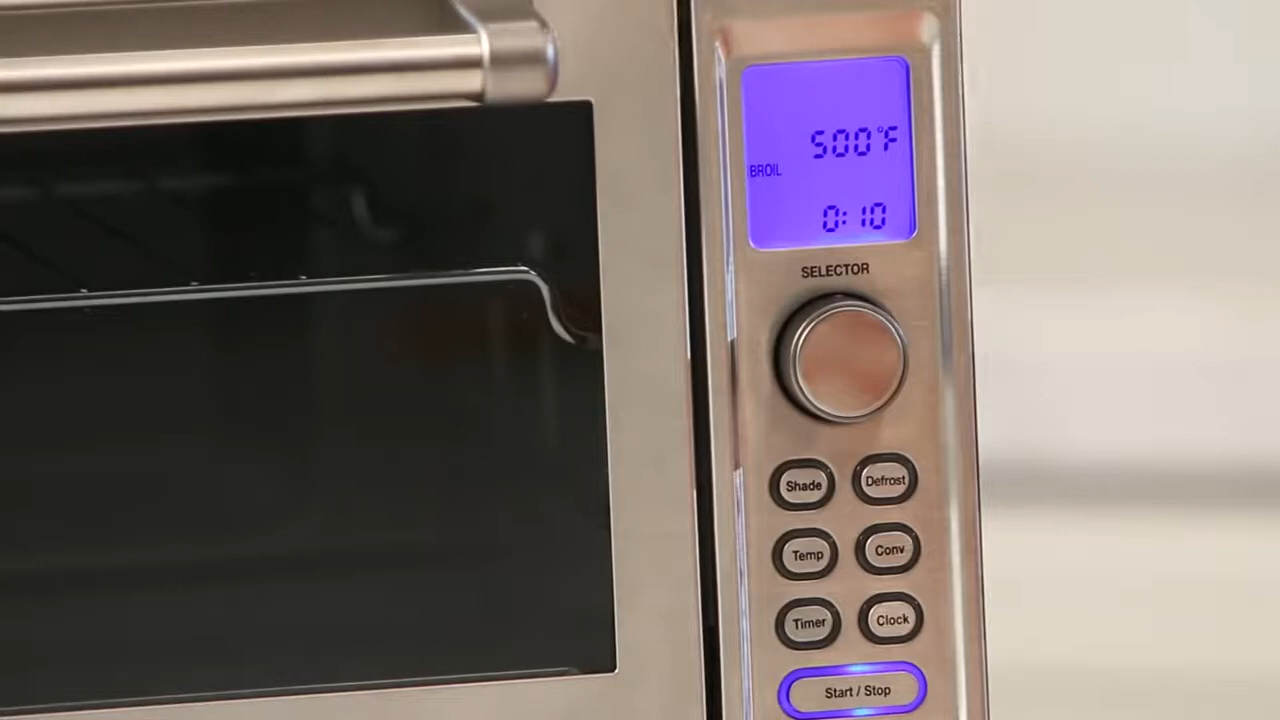 500°F
BROIL
0:10
SELECTOR
Shade Defrost
Temp Conv
Timer Clock
Start / Stop